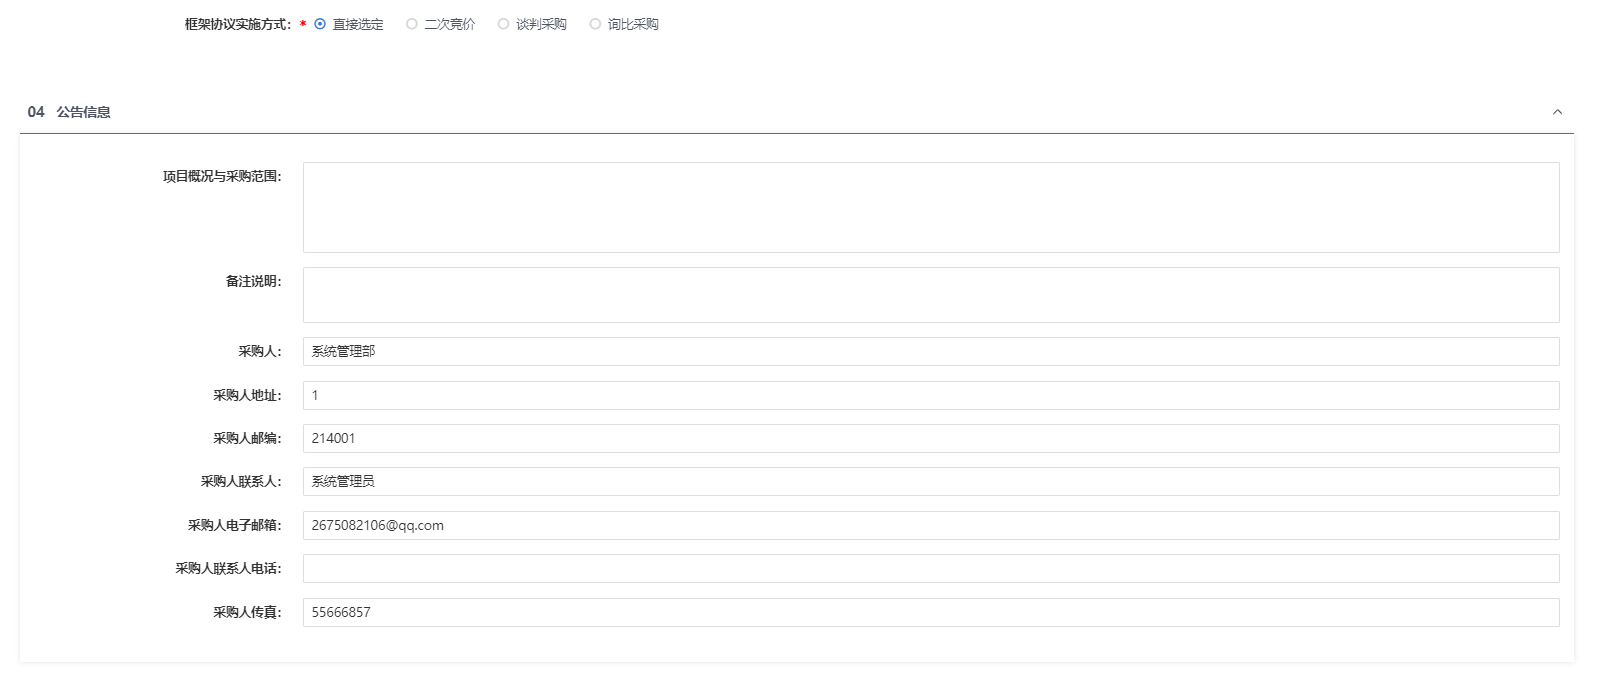 框架协议实施方式： * 直接选定 二次竞价 谈判采购 询比采购
04 公告信息
项目概况与采购范围：
备注说明：
采购人： 系统管理部
采购人地址： 1
采购人邮编： 214001
采购人联系人： 系统管理员
采购人电子邮箱： 2675082106@qq.com
采购人联系人电话：
采购人传真： 55666857